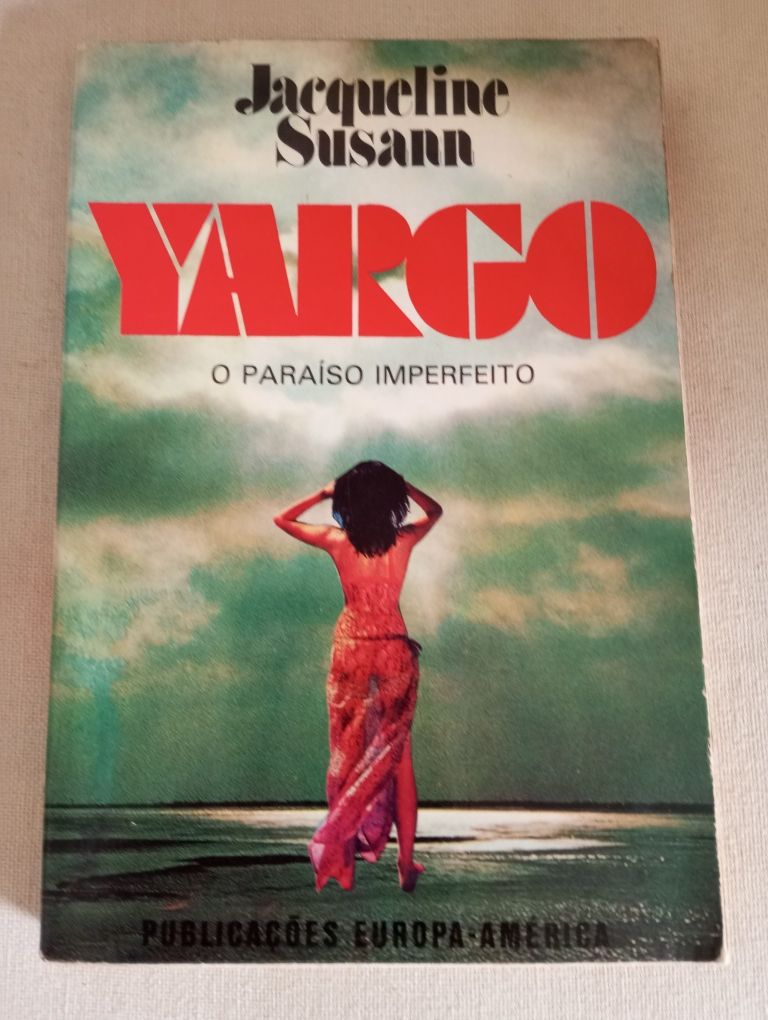 Jacqueline
Susann
YARGO
O PARAÍSO IMPERFEITO
PUBLICAÇÕES EUROPA-AMÉRICA